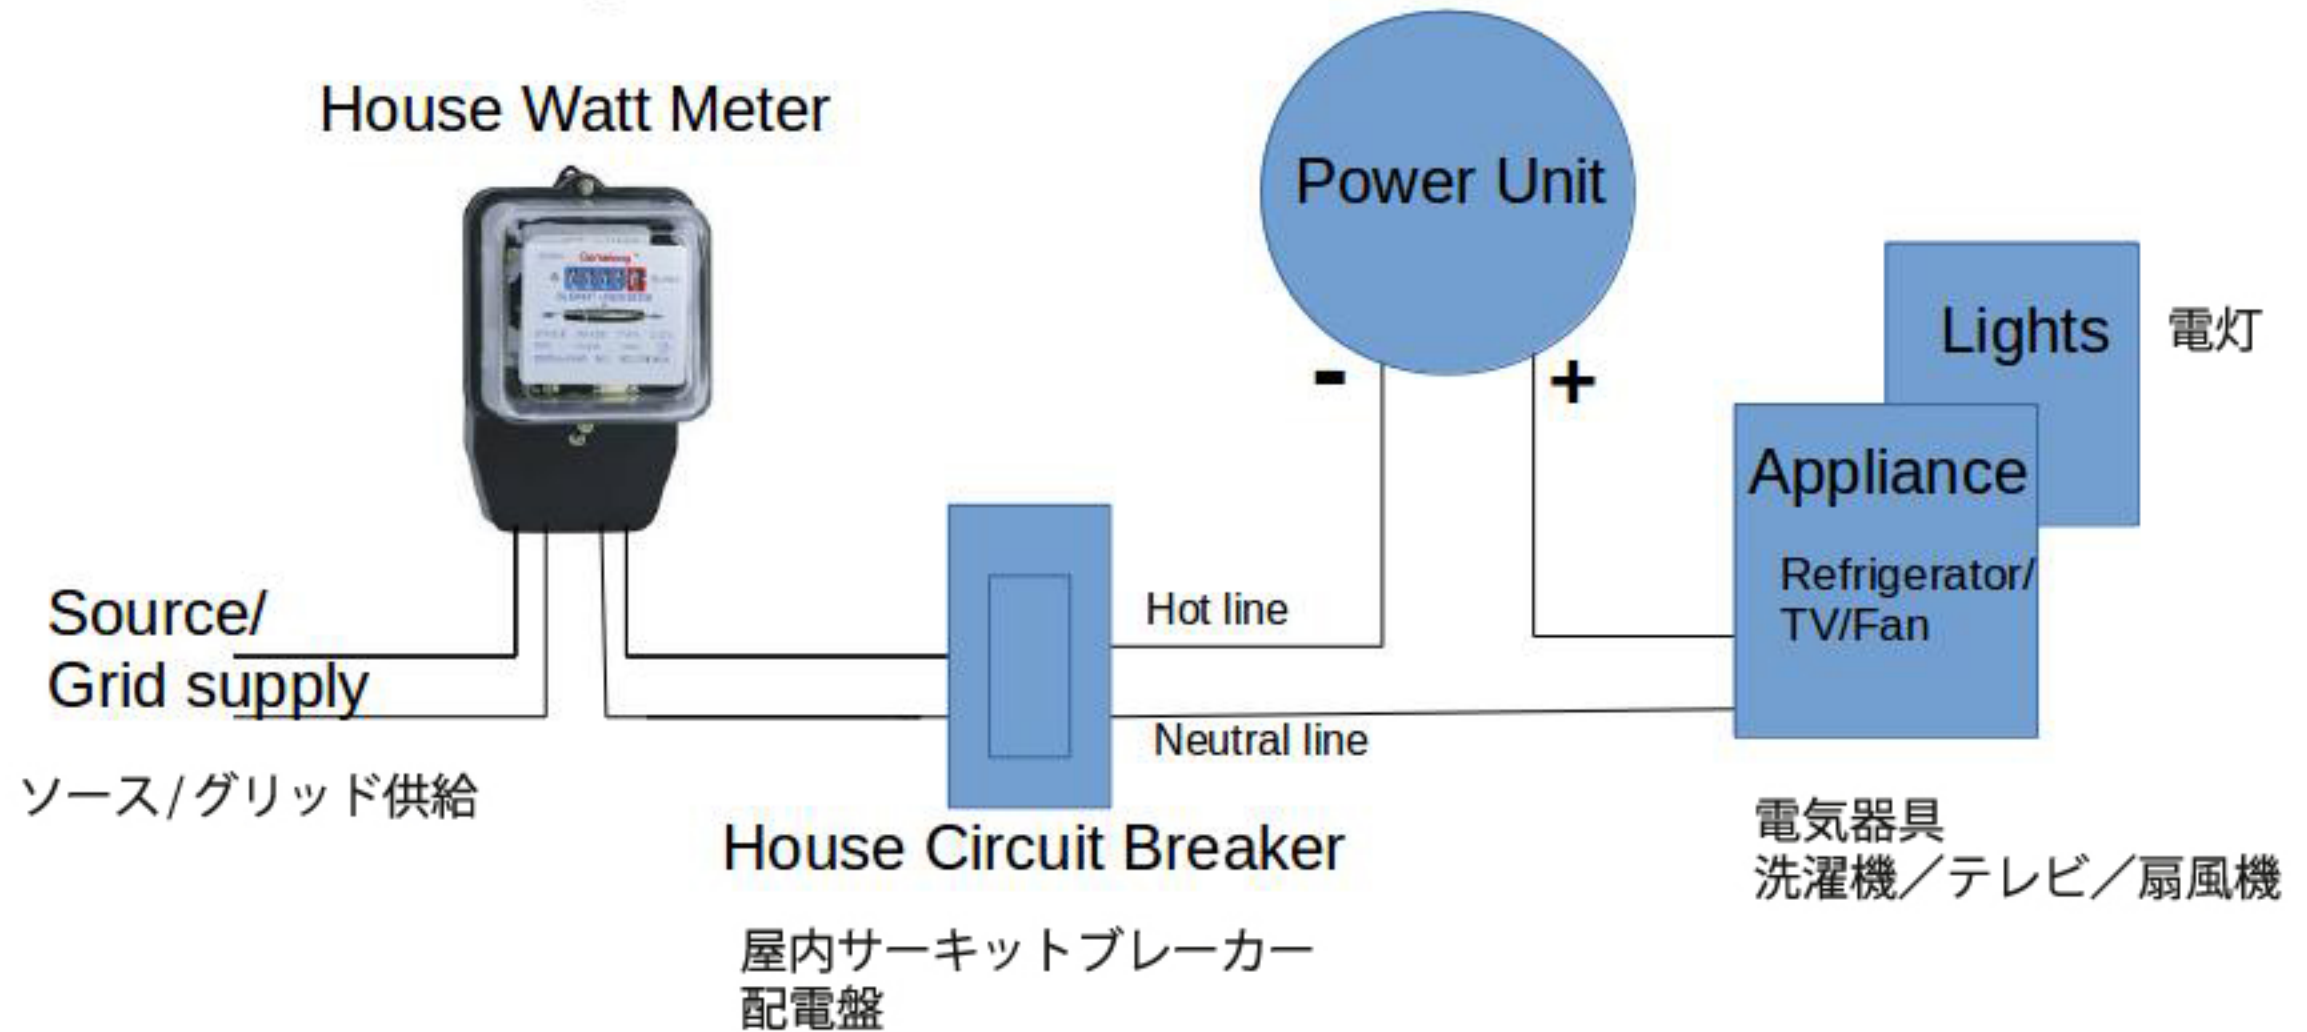 House Watt Meter
Power Unit
-
+
Lights
電灯
Appliance
Refrigerator/
TV/Fan
Source/
Grid supply
Hot line
Neutral line
ソース/グリッド供給
House Circuit Breaker
屋内サーキットブレーカー
配電盤
電気器具
洗濯機／テレビ／扇風機